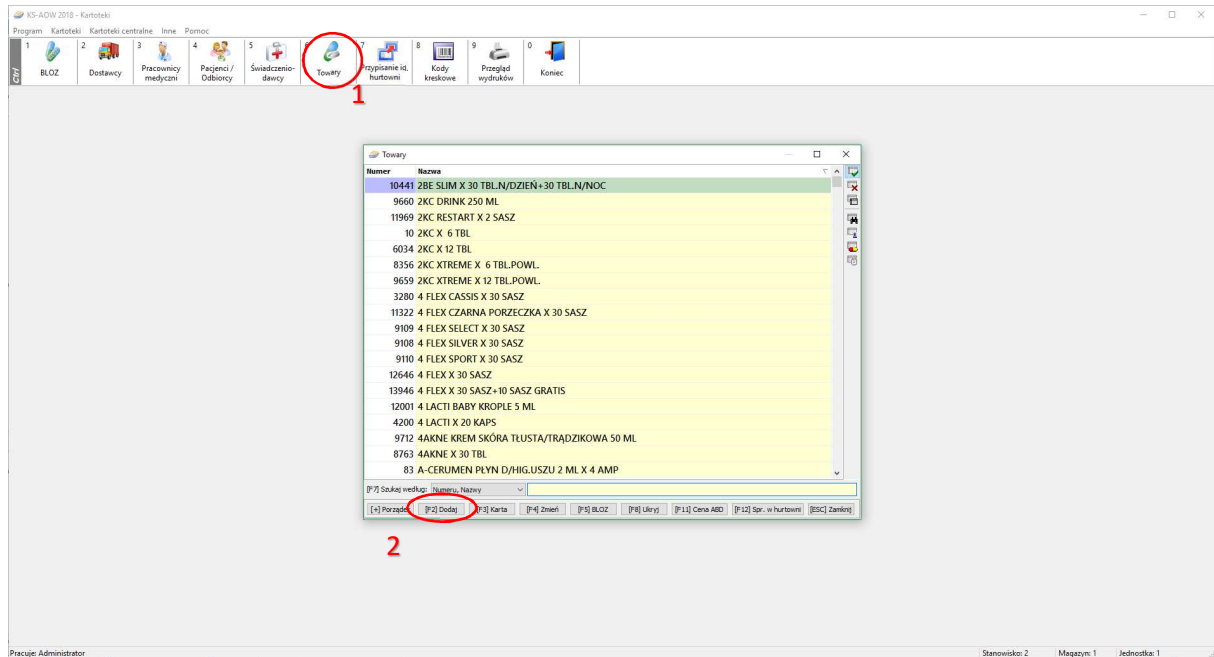 KS-AOW 2018 - Kartoteki
Program Kartoteki Kartoteki centralne Inne Pomoc
Ctrl
1 BLOZ
2 Dostawcy
3 Pracownicy medyczni
4 Pacjenci / Odbiorcy
5 Świadczenio-dawcy
6 Towary
7 Przypisanie id. hurtowni
8 Kody kreskowe
9 Przegląd wydruków
0 Koniec
1
Towary
Numer Nazwa
10441 2BE SLIM X 30 TBL.N/DZIEŃ+30 TBL.N/NOC
9660 2KC DRINK 250 ML
11969 2KC RESTART X 2 SASZ
10 2KC X 6 TBL
6034 2KC X 12 TBL
8356 2KC XTREME X 6 TBL.POWL.
9659 2KC XTREME X 12 TBL.POWL.
3280 4 FLEX CASSIS X 30 SASZ
11322 4 FLEX CZARNA PORZECZKA X 30 SASZ
9109 4 FLEX SELECT X 30 SASZ
9108 4 FLEX SILVER X 30 SASZ
9110 4 FLEX SPORT X 30 SASZ
12646 4 FLEX X 30 SASZ
13946 4 FLEX X 30 SASZ+10 SASZ GRATIS
12001 4 LACTI BABY KROPLE 5 ML
4200 4 LACTI X 20 KAPS
9712 4AKNE KREM SKÓRA TŁUSTA/TRĄDZIKOWA 50 ML
8763 4AKNE X 30 TBL
83 A-CERUMEN PŁYN D/HIG.USZU 2 ML X 4 AMP
[F7] Szukaj według: Numeru, Nazwy
[+] Porządek [F2] Dodaj [F3] Karta [F4] Zmień [F5] BLOZ [F8] Ukryj [F11] Cena ABD [F12] Spr. w hurtowni [ESC] Zamknij
2
Pracuje: Administrator Stanowisko: 2 Magazyn: 1 Jednostka: 1